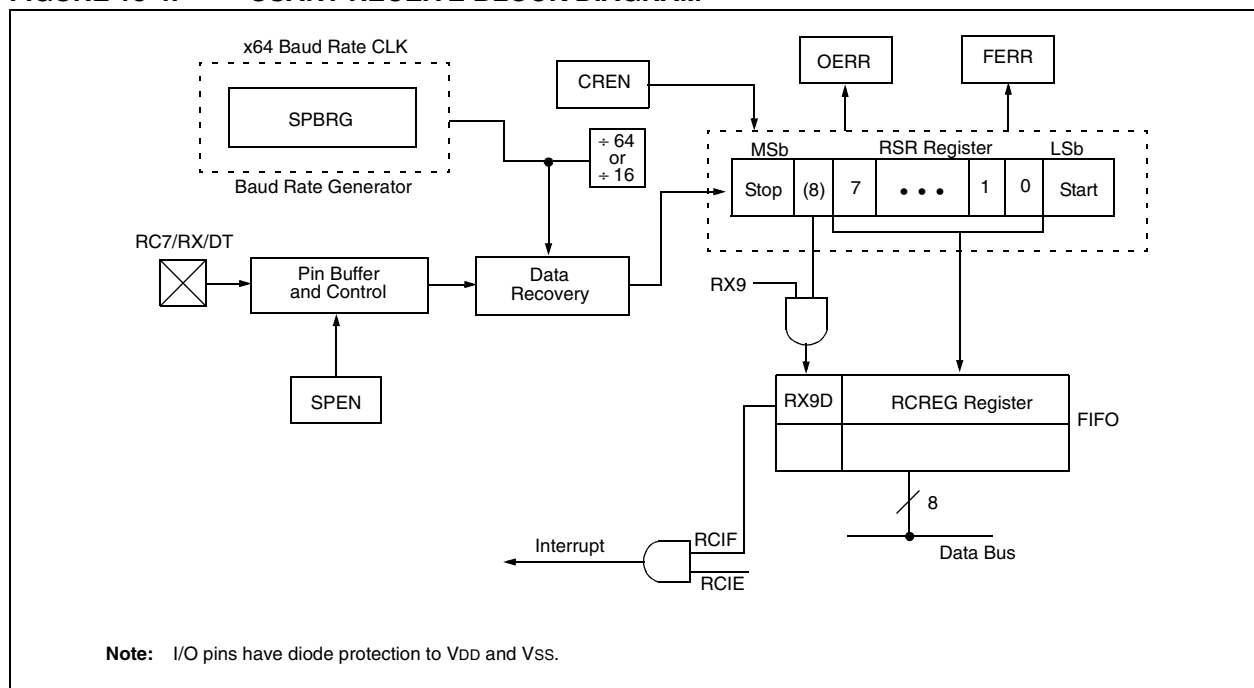 x64 Baud Rate CLK
SPBRG
Baud Rate Generator
CREN
OERR
FERR
÷ 64
or
÷ 16
MSb RSR Register LSb
Stop (8) 7 • • • 1 0 Start
RC7/RX/DT
Pin Buffer
and Control
Data
Recovery
RX9
SPEN
RX9D RCREG Register
FIFO
8
Interrupt
RCIF
RCIE
Data Bus
Note: I/O pins have diode protection to VDD and VSS.